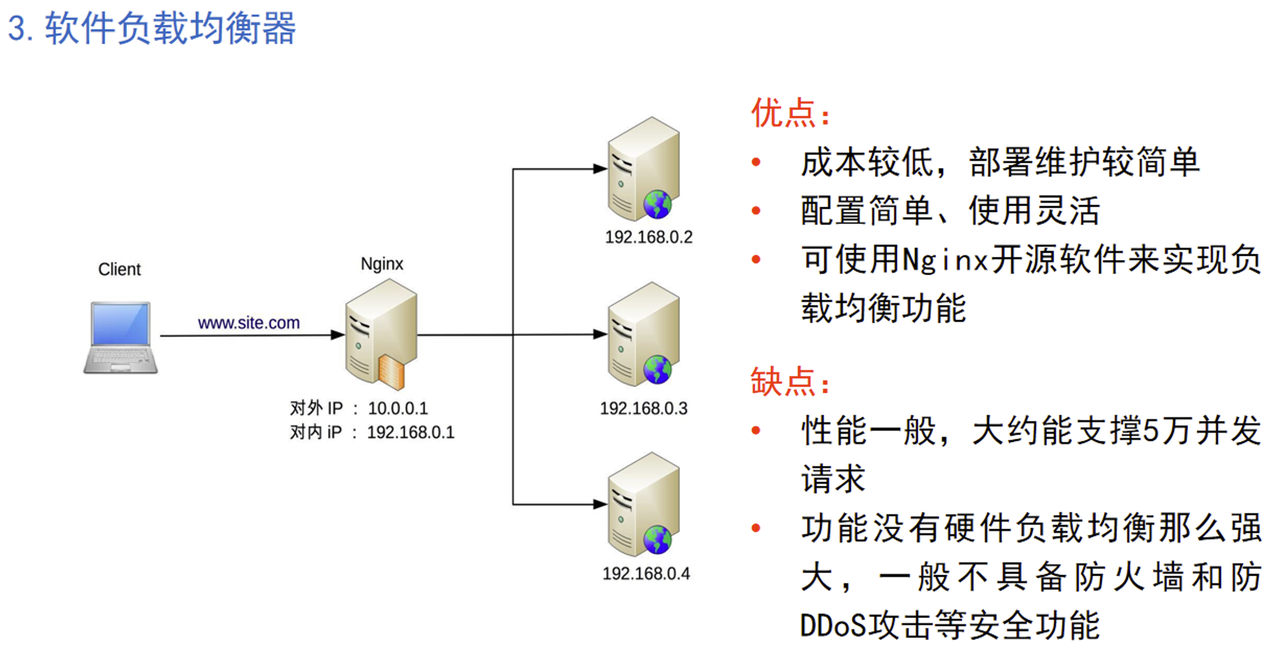 3. 软件负载均衡器
Client
www.site.com
Nginx
对外 IP ： 10.0.0.1
对内 iP ： 192.168.0.1
192.168.0.2
192.168.0.3
192.168.0.4
优点：
• 成本较低，部署维护较简单
• 配置简单、使用灵活
• 可使用Nginx开源软件来实现负
载均衡功能
缺点：
• 性能一般，大约能支撑5万并发
请求
• 功能没有硬件负载均衡那么强
大，一般不具备防火墙和防
DDoS攻击等安全功能